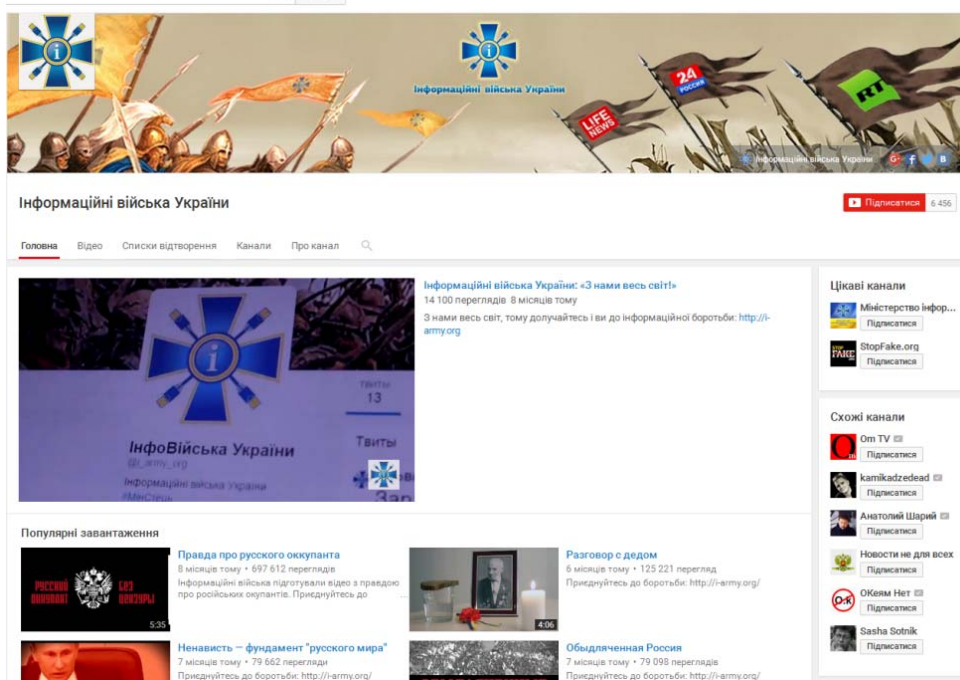 Інформаційні війська України
LIFE
NEWS
24
РОССИЯ
RT
Інформаційні війська України
G+ f В
Інформаційні війська України
Підписатися 6 456
Головна Відео Списки відтворення Канали Про канал
ІнфоВійська України
@i_army_org
Інформаційні війська України
#МінСтець
твиты
13
Твиты
Інформаційні війська України: «З нами весь світ!»
14 100 переглядів 8 місяців тому
З нами весь світ, тому долучайтесь і ви до інформаційної боротьби: http://i-
army.org
Цікаві канали
Міністерство інфор...
Підписатися
STOP
FAKE
StopFake.org
Підписатися
Схожі канали
Om TV
Підписатися
kamikadzedead
Підписатися
Анатолий Шарий
Підписатися
Новости не для всех
Підписатися
О:к
ОКеям Нет
Підписатися
Sasha Sotnik
Підписатися
Популярні завантаження
РУССКИЙ БЕЗ
ОККУПАНТ ЦЕНЗУРЫ
5:35
Правда про русского оккупанта
8 місяців тому • 697 612 переглядів
Інформаційні війська підготували відео з правдою
про російських окупантів. Приєднуйтесь до
4:06
Разговор с дедом
6 місяців тому • 125 221 перегляд
Приєднуйтесь до боротьби: http://i-army.org/
Ненависть — фундамент "русского мира"
7 місяців тому • 79 662 перегляди
Приєднуйтесь до боротьби: http://i-army.org/
Обыдляченная Россия
7 місяців тому • 79 098 переглядів
Приєднуйтесь до боротьби: http://i-army.org/